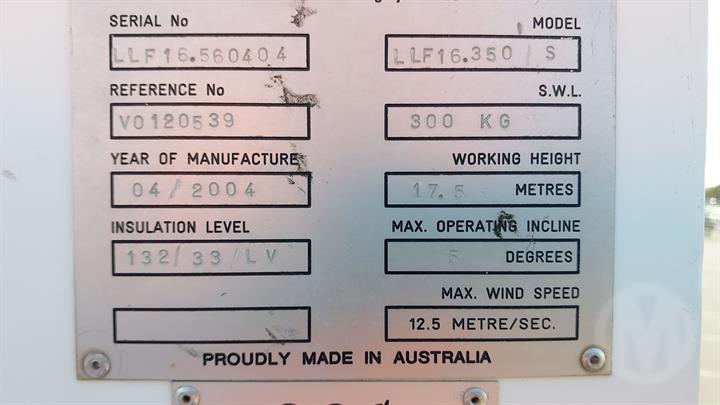 SERIAL No MODEL
LLF16.560404 LLF16.350/S
REFERENCE No S.W.L.
V0120539 300 KG
YEAR OF MANUFACTURE WORKING HEIGHT
04/2004 17.5 METRES
INSULATION LEVEL MAX. OPERATING INCLINE
132/33/LV 5 DEGREES
MAX. WIND SPEED
12.5 METRE/SEC.
PROUDLY MADE IN AUSTRALIA